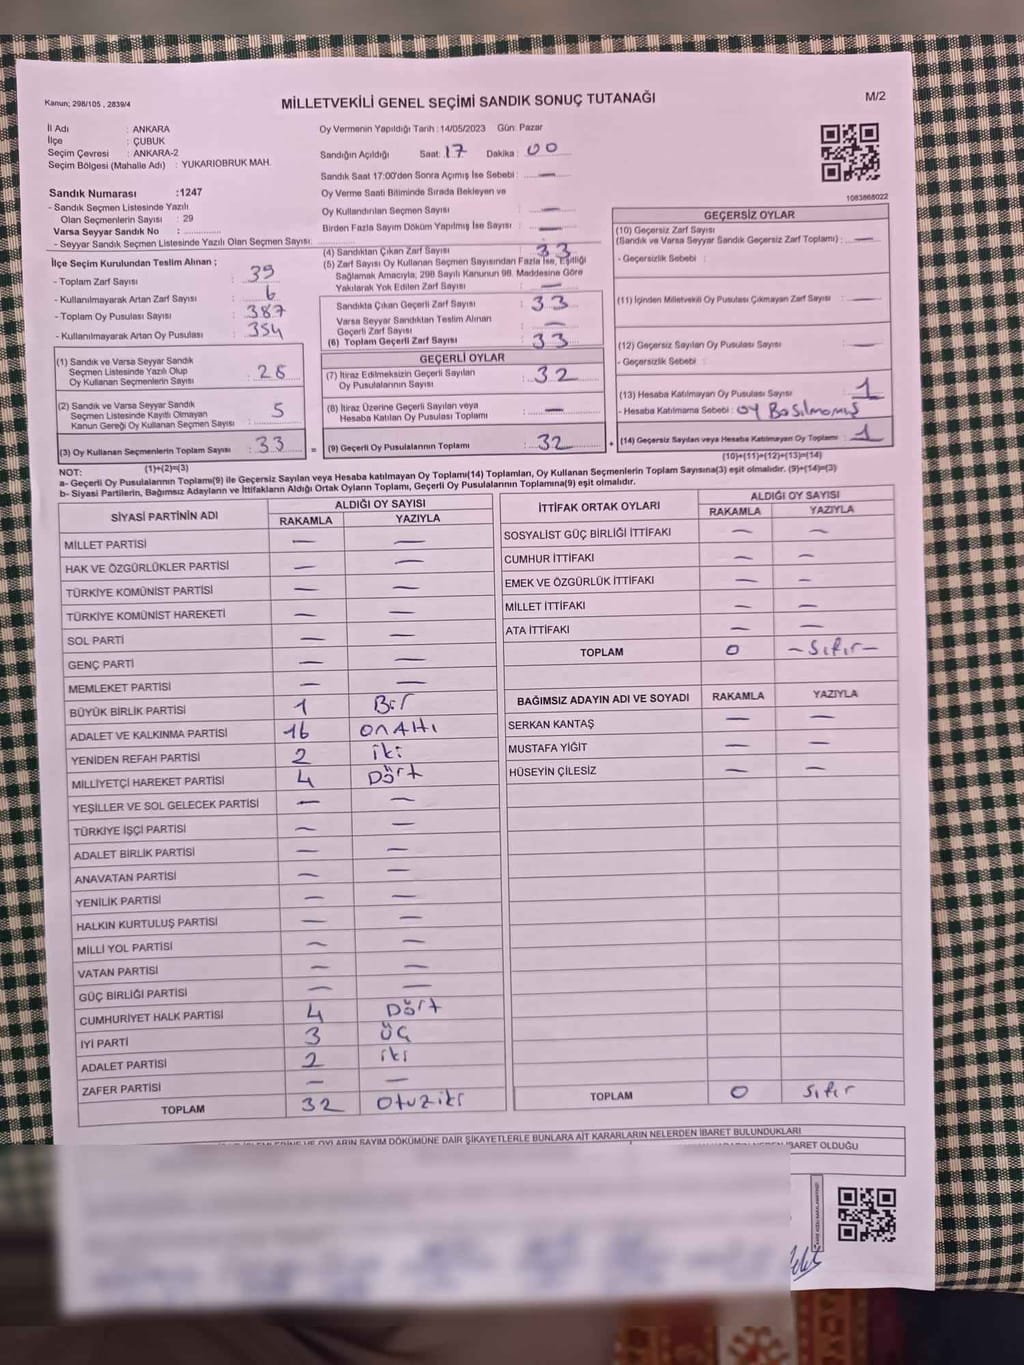 Kanun; 298/105 , 2839/4
MİLLETVEKİLİ GENEL SEÇİMİ SANDIK SONUÇ TUTANAĞI
M/2
İl Adı : ANKARA
İlçe : ÇUBUK
Seçim Çevresi : ANKARA-2
Seçim Bölgesi (Mahalle Adı) : YUKARIOBRUK MAH.
Sandık Numarası :1247
- Sandık Seçmen Listesinde Yazılı
Olan Seçmenlerin Sayısı : 29
Varsa Seyyar Sandık No :
- Seyyar Sandık Seçmen Listesinde Yazılı Olan Seçmen Sayısı:
Oy Vermenin Yapıldığı Tarih : 14/05/2023 Gün: Pazar
Sandığın Açıldığı Saat: 17 Dakika : 00
Sandık Saat 17:00'den Sonra Açımış İse Sebebi : —
Oy Verme Saati Bitiminde Sırada Bekleyen ve
Oy Kullandırılan Seçmen Sayısı —
Birden Fazla Sayım Döküm Yapılmış İse Sayısı : —
1083868022
İlçe Seçim Kurulundan Teslim Alınan ;
- Toplam Zarf Sayısı : 39
- Kullanılmayarak Artan Zarf Sayısı : 6
- Toplam Oy Pusulası Sayısı : 387
- Kullanılmayarak Artan Oy Pusulası : 354
(4) Sandıktan Çıkan Zarf Sayısı : 33
(5) Zarf Sayısı Oy Kullanan Seçmen Sayısından Fazla İse, Eşitliği
Sağlamak Amacıyla; 298 Sayılı Kanunun 98. Maddesine Göre
Yakılarak Yok Edilen Zarf Sayısı : —
Sandıkta Çıkan Geçerli Zarf Sayısı : 33
Varsa Seyyar Sandıktan Teslim Alınan
Geçerli Zarf Sayısı : —
(6) Toplam Geçerli Zarf Sayısı : 33
(1) Sandık ve Varsa Seyyar Sandık
Seçmen Listesinde Yazılı Olup
Oy Kullanan Seçmenlerin Sayısı : 28
(2) Sandık ve Varsa Seyyar Sandık
Seçmen Listesinde Kayıtlı Olmayan
Kanun Gereği Oy Kullanan Seçmen Sayısı : 5
(3) Oy Kullanan Seçmenlerin Toplam Sayısı : 33
(1)+(2)=(3)
GEÇERLİ OYLAR
(7) İtiraz Edilmeksizin Geçerli Sayılan
Oy Pusulalarının Sayısı : 32
(8) İtiraz Üzerine Geçerli Sayılan veya
Hesaba Katılan Oy Pusulası Toplamı : —
= (9) Geçerli Oy Pusulalarının Toplamı : 32 +
GEÇERSİZ OYLAR
(10) Geçersiz Zarf Sayısı
(Sandık ve Varsa Seyyar Sandık Geçersiz Zarf Toplamı) : —
- Geçersizlik Sebebi :
(11) İçinden Milletvekili Oy Pusulası Çıkmayan Zarf Sayısı : —
(12) Geçersiz Sayılan Oy Pusulası Sayısı : —
- Geçersizlik Sebebi :
(13) Hesaba Katılmayan Oy Pusulası Sayısı : 1
- Hesaba Katılmama Sebebi : Oy Basılmamış
(14) Geçersiz Sayılan veya Hesaba Katılmayan Oy Toplamı : 1
(10)+(11)+(12)+(13)=(14)
NOT:
a- Geçerli Oy Pusulalarının Toplamı(9) ile Geçersiz Sayılan veya Hesaba katılmayan Oy Toplamı(14) Toplamları, Oy Kullanan Seçmenlerin Toplam Sayısına(3) eşit olmalıdır. (9)+(14)=(3)
b- Siyasi Partilerin, Bağımsız Adayların ve İttifakların Aldığı Ortak Oyların Toplamı, Geçerli Oy Pusulalarının Toplamına(9) eşit olmalıdır.
SİYASİ PARTİNİN ADI ALDIĞI OY SAYISI
RAKAMLA YAZIYLA
MİLLET PARTİSİ — —
HAK VE ÖZGÜRLÜKLER PARTİSİ — —
TÜRKİYE KOMÜNİST PARTİSİ — —
TÜRKİYE KOMÜNİST HAREKETİ — —
SOL PARTİ — —
GENÇ PARTİ — —
MEMLEKET PARTİSİ — —
BÜYÜK BİRLİK PARTİSİ 1 Bir
ADALET VE KALKINMA PARTİSİ 16 onAltı
YENİDEN REFAH PARTİSİ 2 iki
MİLLİYETÇİ HAREKET PARTİSİ 4 Dört
YEŞİLLER VE SOL GELECEK PARTİSİ — —
TÜRKİYE İŞÇİ PARTİSİ — —
ADALET BİRLİK PARTİSİ — —
ANAVATAN PARTİSİ — —
YENİLİK PARTİSİ — —
HALKIN KURTULUŞ PARTİSİ — —
MİLLİ YOL PARTİSİ — —
VATAN PARTİSİ — —
GÜÇ BİRLİĞİ PARTİSİ — —
CUMHURİYET HALK PARTİSİ 4 Dört
İYİ PARTİ 3 üç
ADALET PARTİSİ 2 iki
ZAFER PARTİSİ — —
TOPLAM 32 Otuziki
İTTİFAK ORTAK OYLARI ALDIĞI OY SAYISI
RAKAMLA YAZIYLA
SOSYALİST GÜÇ BİRLİĞİ İTTİFAKI — —
CUMHUR İTTİFAKI — —
EMEK VE ÖZGÜRLÜK İTTİFAKI — —
MİLLET İTTİFAKI — —
ATA İTTİFAKI — —
TOPLAM 0 —Sıfır—
BAĞIMSIZ ADAYIN ADI VE SOYADI RAKAMLA YAZIYLA
SERKAN KANTAŞ — —
MUSTAFA YİĞİT — —
HÜSEYİN ÇİLESİZ — —
TOPLAM 0 Sıfır
VE OYLARIN SAYIM DÖKÜMÜNE DAİR ŞİKAYETLERLE BUNLARA AİT KARARLARIN NELERDEN İBARET BULUNDUKLARI
İBARET OLDUĞU